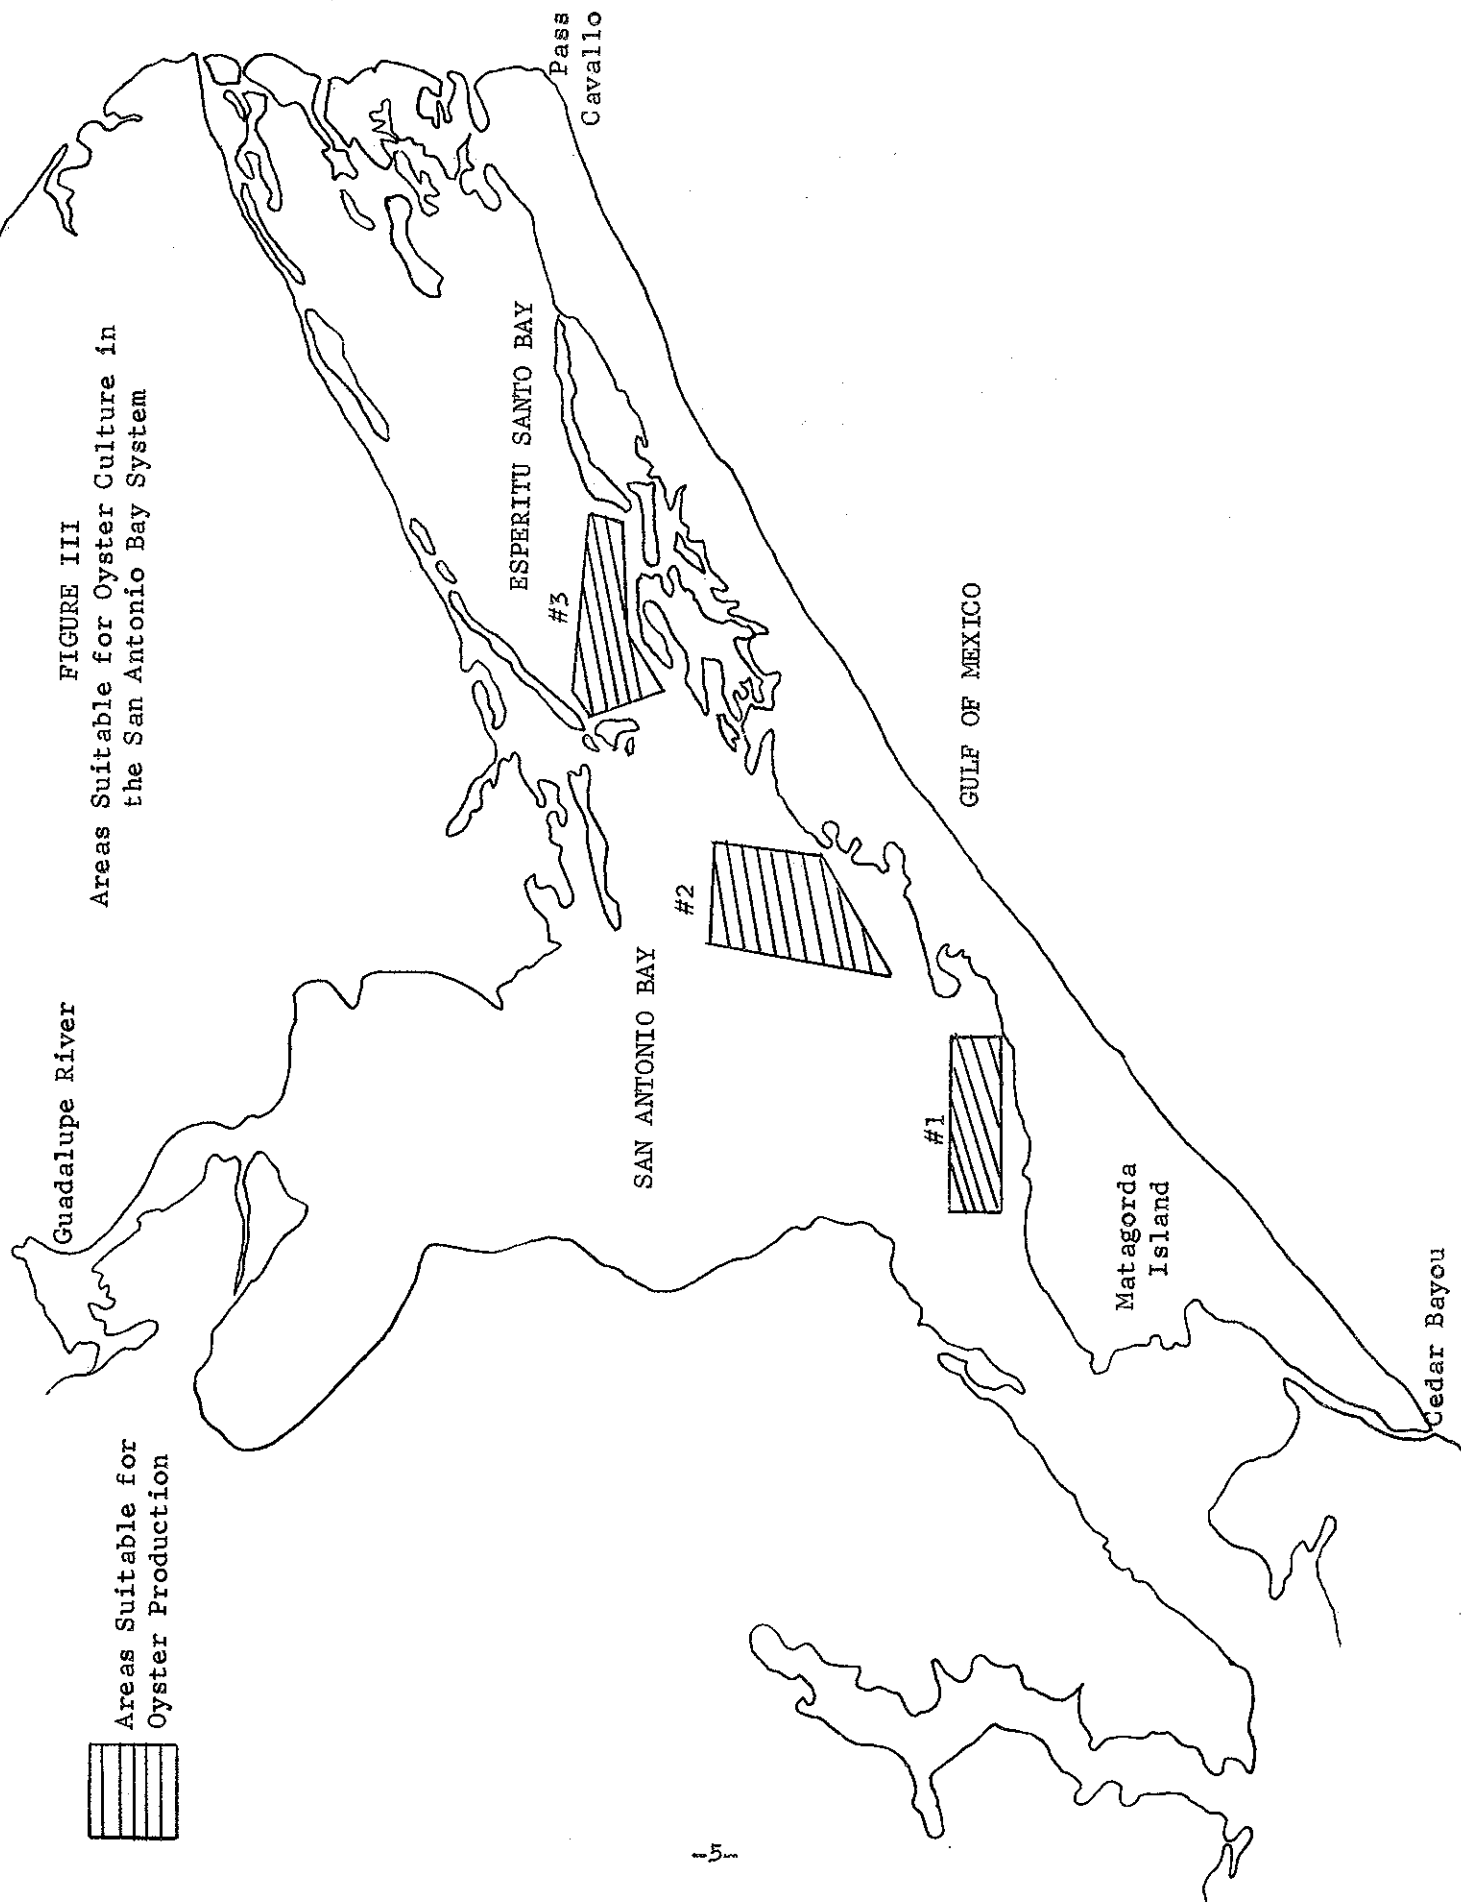 FIGURE III
Areas Suitable for Oyster Culture in
the San Antonio Bay System
Areas Suitable for
Oyster Production
Guadalupe River
Pass
Cavallo
ESPERITU SANTO BAY
#3
#2
SAN ANTONIO BAY
#1
GULF OF MEXICO
Matagorda
Island
Cedar Bayou
-5-